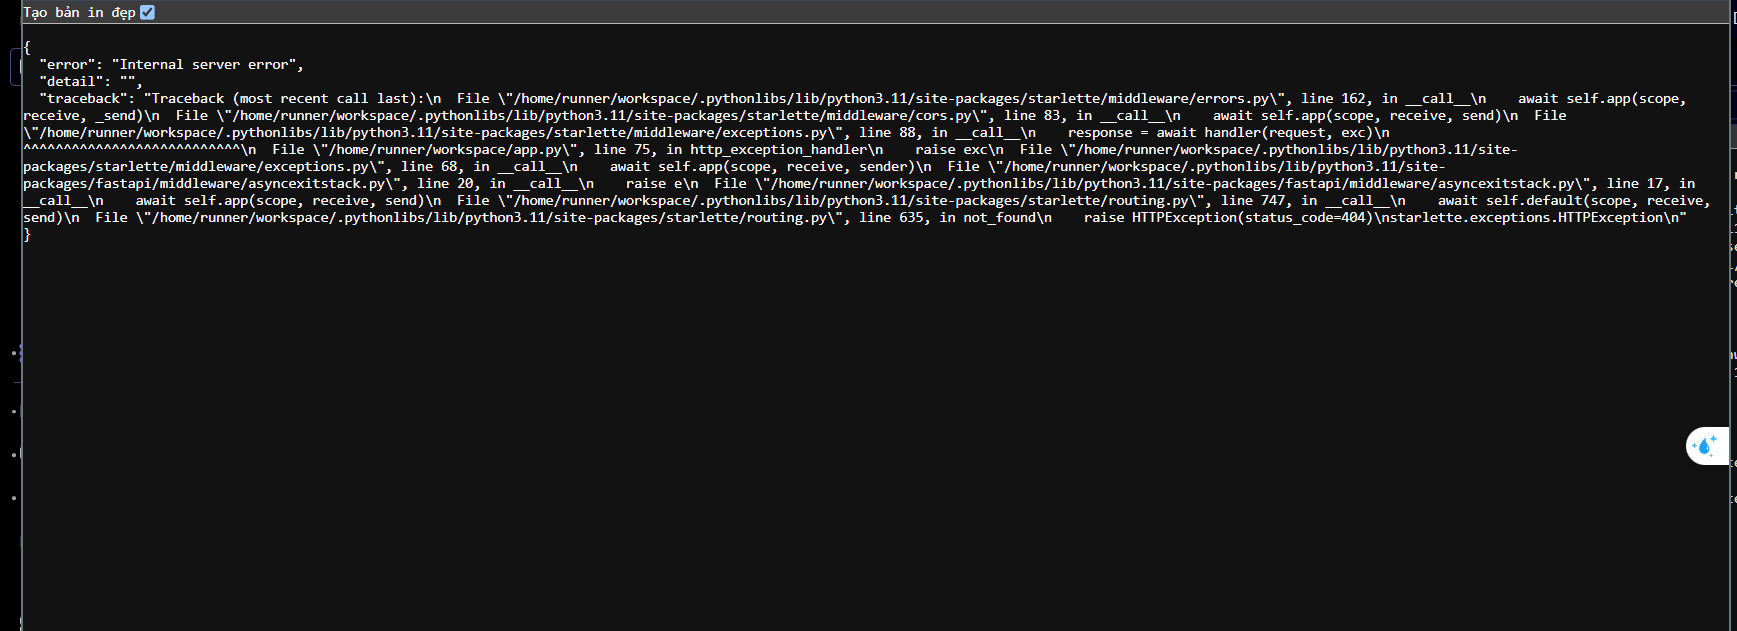 Tạo bản in đẹp
{
  "error": "Internal server error",
  "detail": "",
  "traceback": "Traceback (most recent call last):\n  File \"/home/runner/workspace/.pythonlibs/lib/python3.11/site-packages/starlette/middleware/errors.py\", line 162, in __call__\n    await self.app(scope,
receive, _send)\n  File \"/home/runner/workspace/.pythonlibs/lib/python3.11/site-packages/starlette/middleware/cors.py\", line 83, in __call__\n    await self.app(scope, receive, send)\n  File
\"/home/runner/workspace/.pythonlibs/lib/python3.11/site-packages/starlette/middleware/exceptions.py\", line 88, in __call__\n    response = await handler(request, exc)\n
^^^^^^^^^^^^^^^^^^^^^^^^^^^\n  File \"/home/runner/workspace/app.py\", line 75, in http_exception_handler\n    raise exc\n  File \"/home/runner/workspace/.pythonlibs/lib/python3.11/site-
packages/starlette/middleware/exceptions.py\", line 68, in __call__\n    await self.app(scope, receive, sender)\n  File \"/home/runner/workspace/.pythonlibs/lib/python3.11/site-
packages/fastapi/middleware/asyncexitstack.py\", line 20, in __call__\n    raise e\n  File \"/home/runner/workspace/.pythonlibs/lib/python3.11/site-packages/fastapi/middleware/asyncexitstack.py\", line 17, in
__call__\n    await self.app(scope, receive, send)\n  File \"/home/runner/workspace/.pythonlibs/lib/python3.11/site-packages/starlette/routing.py\", line 747, in __call__\n    await self.default(scope, receive,
send)\n  File \"/home/runner/workspace/.pythonlibs/lib/python3.11/site-packages/starlette/routing.py\", line 635, in not_found\n    raise HTTPException(status_code=404)\nstarlette.exceptions.HTTPException\n"
}